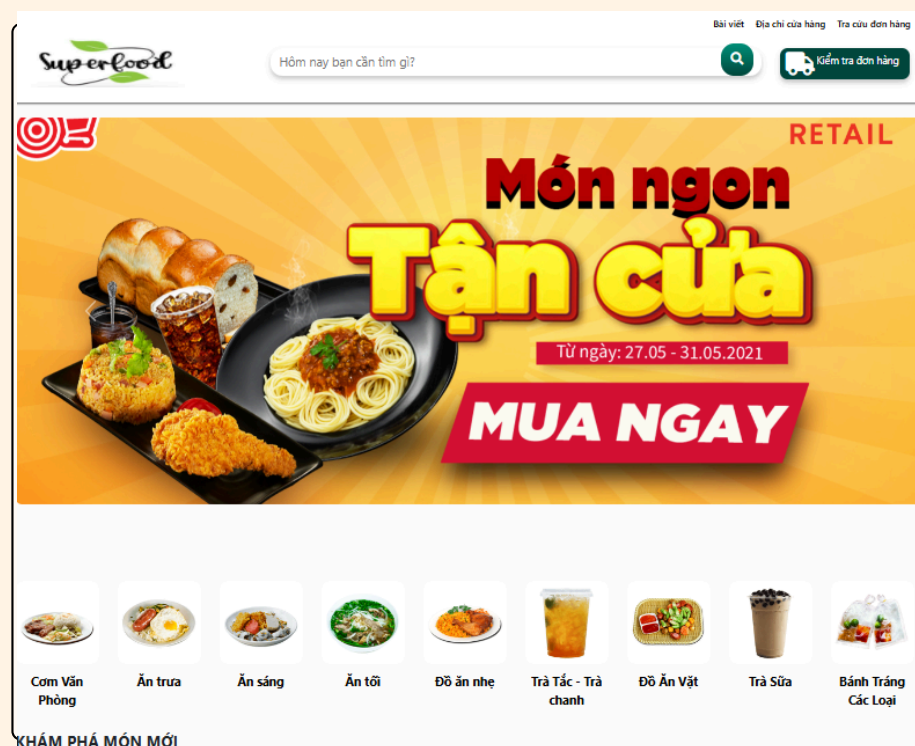 Bài viết Địa chỉ cửa hàng Tra cứu đơn hàng
Superfood
Hôm nay bạn cần tìm gì?
Kiểm tra đơn hàng
RETAIL
Món ngon
Tận cửa
Từ ngày: 27.05 - 31.05.2021
MUA NGAY
Cơm Văn
Phòng
Ăn trưa
Ăn sáng
Ăn tối
Đồ ăn nhẹ
Trà Tắc - Trà
chanh
Đồ Ăn Vặt
Trà Sữa
Bánh Tráng
Các Loại
KHÁM PHÁ MÓN MỚI